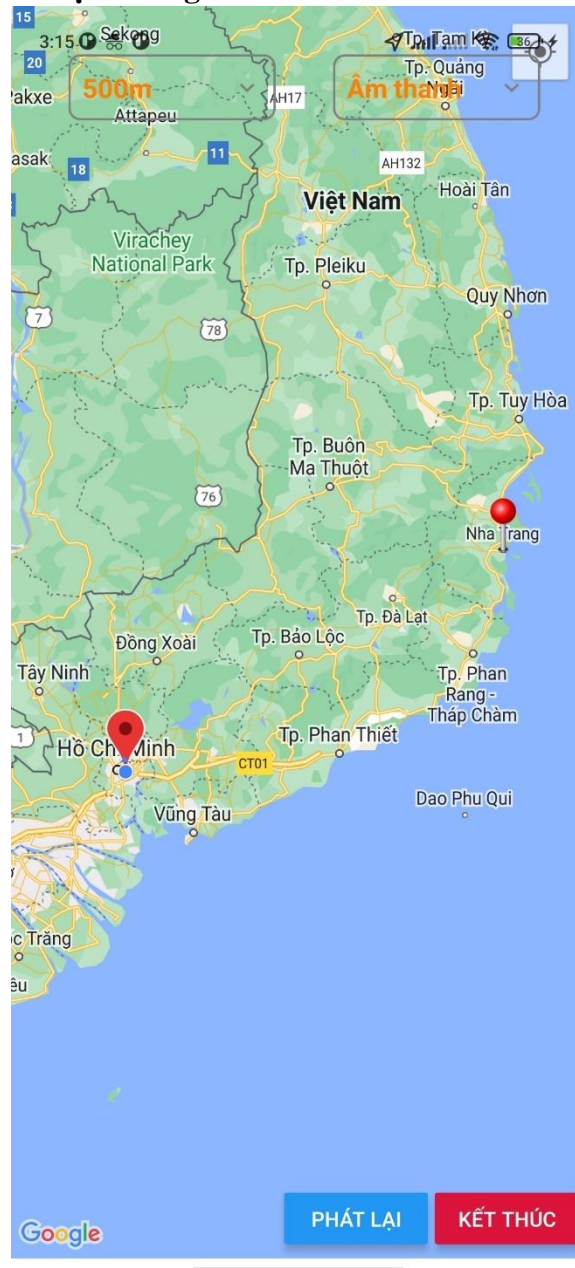 15
3:15
Sekong
Tp. Tam Kỳ
36
20
Tp. Quảng
Ngãi
Pakxe
500m
AH17
Âm thanh
Attapeu
asak
18
11
AH132
Việt Nam
Hoài Tân
Virachey
National Park
Tp. Pleiku
Quy Nhơn
7
78
Tp. Tuy Hòa
Tp. Buôn
Ma Thuột
76
Nha Trang
Tp. Đà Lạt
Đồng Xoài
Tp. Bảo Lộc
Tây Ninh
Tp. Phan
Rang -
Tháp Chàm
1
Hồ Chí Minh
Tp. Phan Thiết
CT01
Dao Phu Qui
Vũng Tàu
óc Trăng
êu
Google
PHÁT LẠI
KẾT THÚC